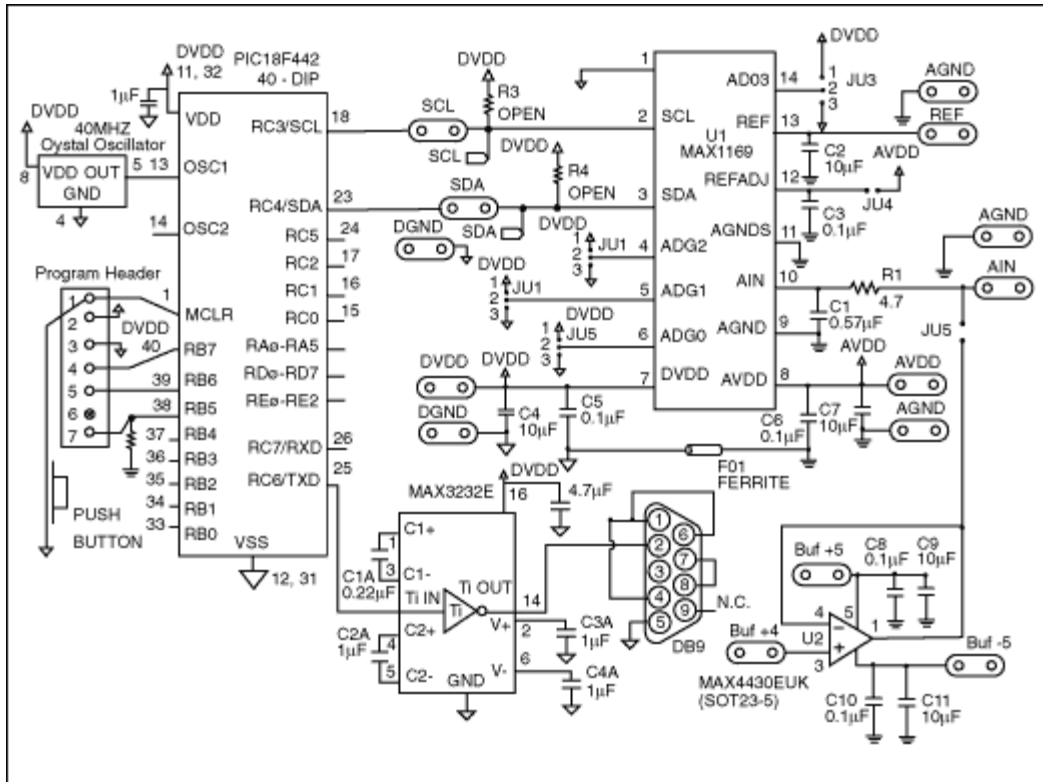 DVDD
11, 32
PIC18F442
40 - DIP
1µF
VDD
DVDD
40MHZ
Oystal Oscillator
8
VDD OUT
GND
4
5
13
OSC1
14
OSC2
RC3/SCL
18
RC4/SDA
23
RC5
24
RC2
17
RC1
16
RC0
15
RAø-RA5
RDø-RD7
REø-RE2
RC7/RXD
26
RC6/TXD
25
VSS
12, 31
Program Header
1
2
3
4
5
6
7
1
MCLR
DVDD
40
RB7
39
RB6
38
RB5
37
RB4
36
RB3
35
RB2
34
RB1
33
RB0
PUSH
BUTTON
SCL
SCL
DVDD
R3
OPEN
SDA
SDA
DVDD
R4
OPEN
DGND
DVDD
1
2
3
JU1
DVDD
1
2
3
JU1
DVDD
1
2
3
JU5
DVDD
DGND
DVDD
C4
10µF
C5
0.1µF
1
2
SCL
3
SDA
4
ADG2
5
ADG1
6
ADG0
7
DVDD
U1
MAX1169
AD03
14
REF
13
REFADJ
12
AGNDS
11
AIN
10
AGND
9
AVDD
8
DVDD
1
2
3
JU3
AGND
REF
C2
10µF
AVDD
JU4
C3
0.1µF
AGND
AIN
R1
4.7
C1
0.57µF
JU5
AVDD
AVDD
AGND
C6
0.1µF
C7
10µF
F01
FERRITE
MAX3232E
DVDD
16
4.7µF
C1+
1
3
C1-
C1A
0.22µF
Ti IN
Ti
Ti OUT
14
C2A
1µF
4
C2+
5
C2-
V+
2
V-
6
GND
C3A
1µF
C4A
1µF
1
2
3
4
5
6
7
8
9
N.C.
DB9
Buf +5
C8
0.1µF
C9
10µF
4
5
1
U2
3
−
+
Buf +4
Buf -5
MAX4430EUK
(SOT23-5)
C10
0.1µF
C11
10µF